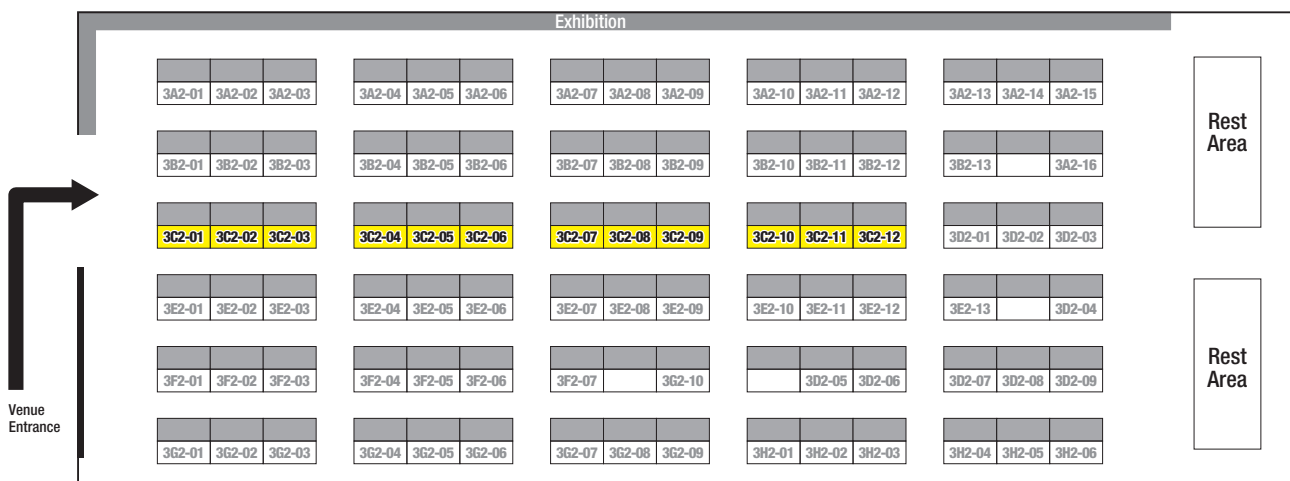 Exhibition
3A2-01 3A2-02 3A2-03 3A2-04 3A2-05 3A2-06 3A2-07 3A2-08 3A2-09 3A2-10 3A2-11 3A2-12 3A2-13 3A2-14 3A2-15
Rest
Area
3B2-01 3B2-02 3B2-03 3B2-04 3B2-05 3B2-06 3B2-07 3B2-08 3B2-09 3B2-10 3B2-11 3B2-12 3B2-13 3A2-16
3C2-01 3C2-02 3C2-03 3C2-04 3C2-05 3C2-06 3C2-07 3C2-08 3C2-09 3C2-10 3C2-11 3C2-12 3D2-01 3D2-02 3D2-03
3E2-01 3E2-02 3E2-03 3E2-04 3E2-05 3E2-06 3E2-07 3E2-08 3E2-09 3E2-10 3E2-11 3E2-12 3E2-13 3D2-04
Rest
Area
3F2-01 3F2-02 3F2-03 3F2-04 3F2-05 3F2-06 3F2-07 3G2-10 3D2-05 3D2-06 3D2-07 3D2-08 3D2-09
Venue
Entrance
3G2-01 3G2-02 3G2-03 3G2-04 3G2-05 3G2-06 3G2-07 3G2-08 3G2-09 3H2-01 3H2-02 3H2-03 3H2-04 3H2-05 3H2-06